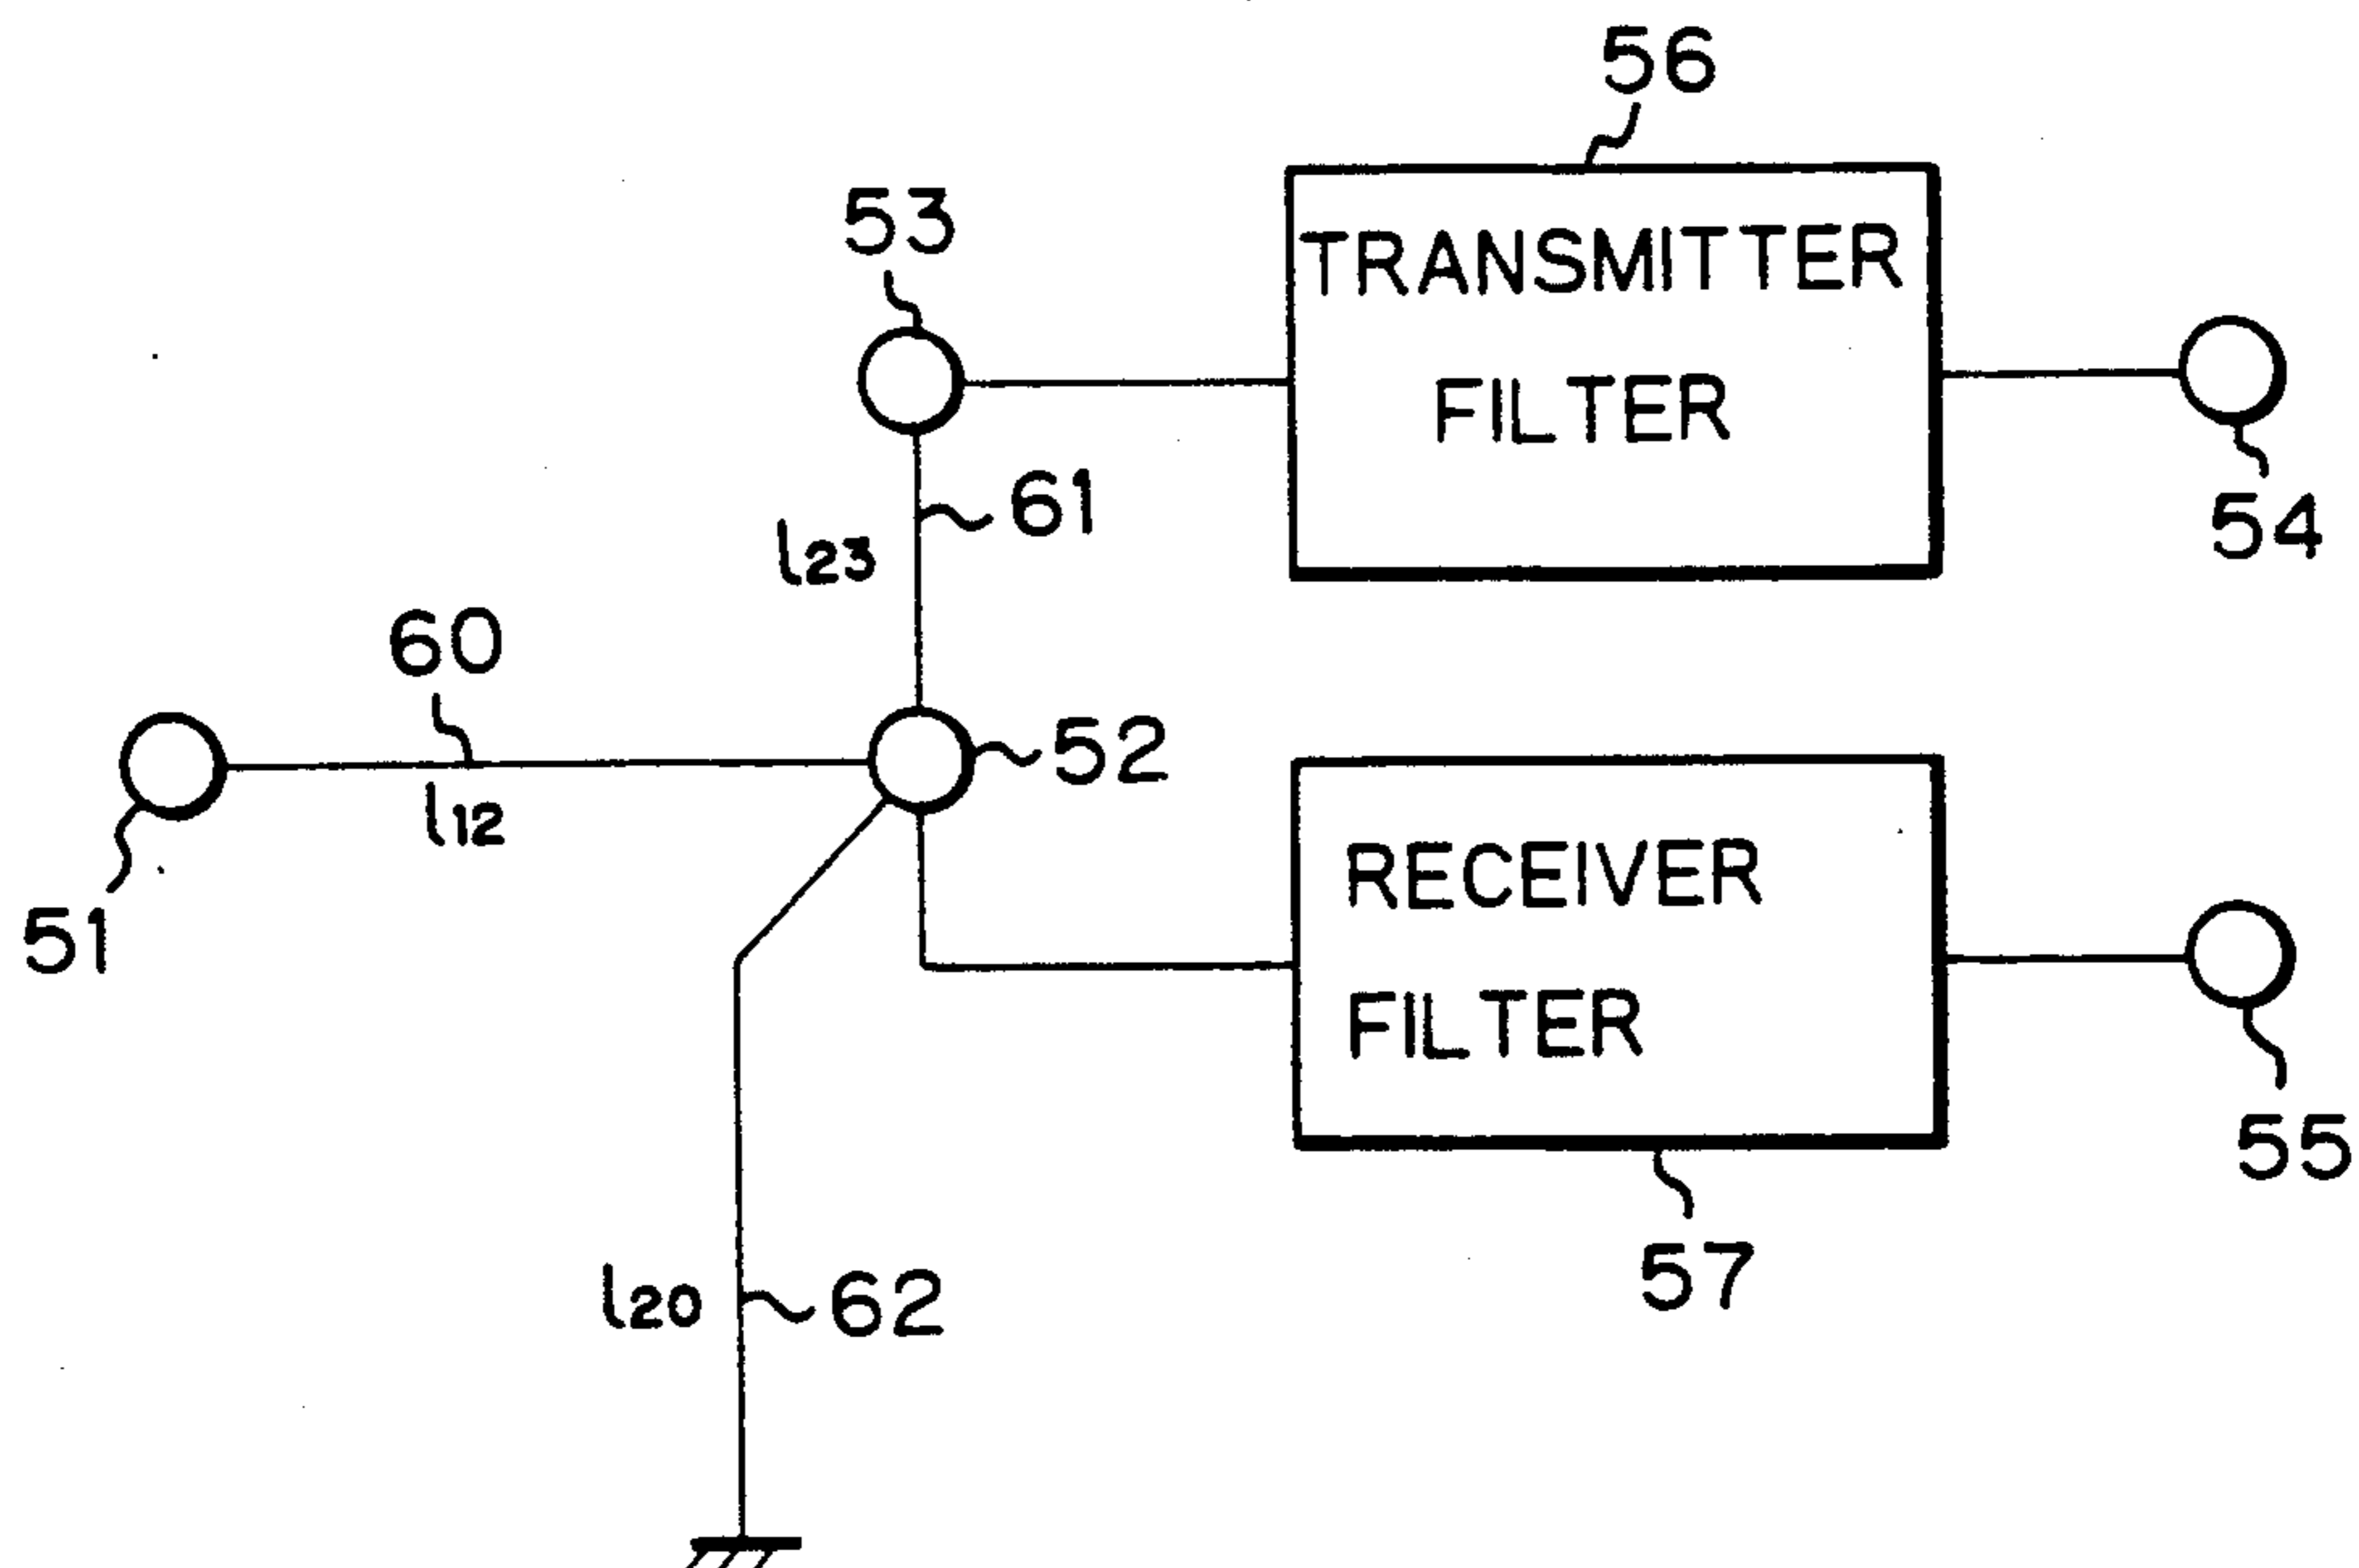 56
53
TRANSMITTER
FILTER
61
l23
54
60
52
l12
RECEIVER
FILTER
51
55
l20
62
57